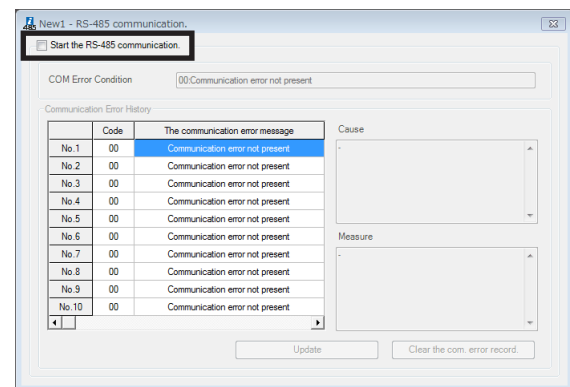 New1 - RS-485 communication.
Start the RS-485 communication.
COM Error Condition 00:Communication error not present
Communication Error History
Code The communication error message
No.1 00 Communication error not present
No.2 00 Communication error not present
No.3 00 Communication error not present
No.4 00 Communication error not present
No.5 00 Communication error not present
No.6 00 Communication error not present
No.7 00 Communication error not present
No.8 00 Communication error not present
No.9 00 Communication error not present
No.10 00 Communication error not present
Cause
-
Measure
-
Update Clear the com. error record.